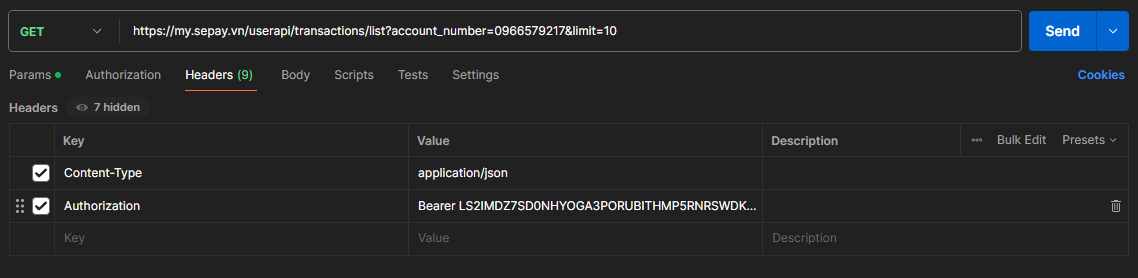 GET https://my.sepay.vn/userapi/transactions/list?account_number=0966579217&limit=10 Send
Params Authorization Headers (9) Body Scripts Tests Settings Cookies
Headers 7 hidden
Key Value Description ... Bulk Edit Presets
Content-Type application/json
Authorization Bearer LS2IMDZ7SD0NHYOGA3PORUBITHMP5RNRSWDK...
Key Value Description